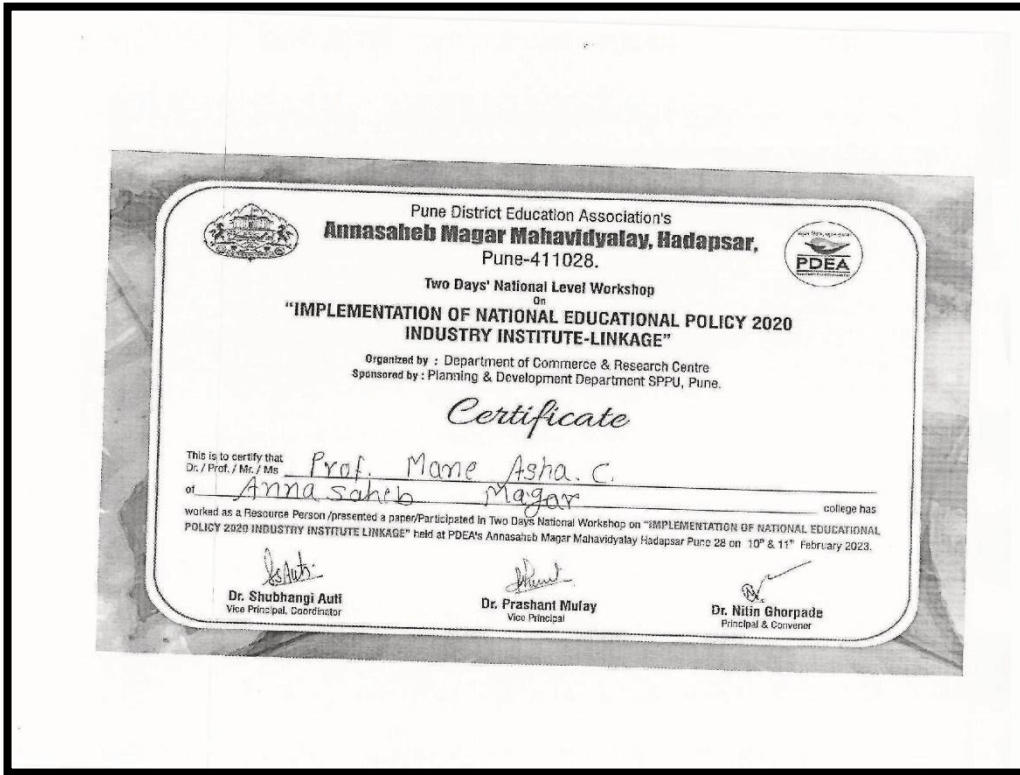 Pune District Education Association's
Annasaheb Magar Mahavidyalay, Hadapsar,
Pune-411028.
PDEA
Two Days' National Level Workshop
On
"IMPLEMENTATION OF NATIONAL EDUCATIONAL POLICY 2020
INDUSTRY INSTITUTE-LINKAGE"
Organized by : Department of Commerce & Research Centre
Sponsored by : Planning & Development Department SPPU, Pune.
Certificate
This is to certify that
Dr. / Prof. / Mr. / Ms Prof. Mane Asha. C.
of Anna saheb Magar college has
worked as a Resource Person /presented a paper/Participated in Two Days National Workshop on "IMPLEMENTATION OF NATIONAL EDUCATIONAL
POLICY 2020 INDUSTRY INSTITUTE LINKAGE" held at PDEA's Annasaheb Magar Mahavidyalay Hadapsar Pune 28 on 10th & 11th February 2023.
Dr. Shubhangi Auti
Vice Principal, Coordinator
Dr. Prashant Mulay
Vice Principal
Dr. Nitin Ghorpade
Principal & Convener